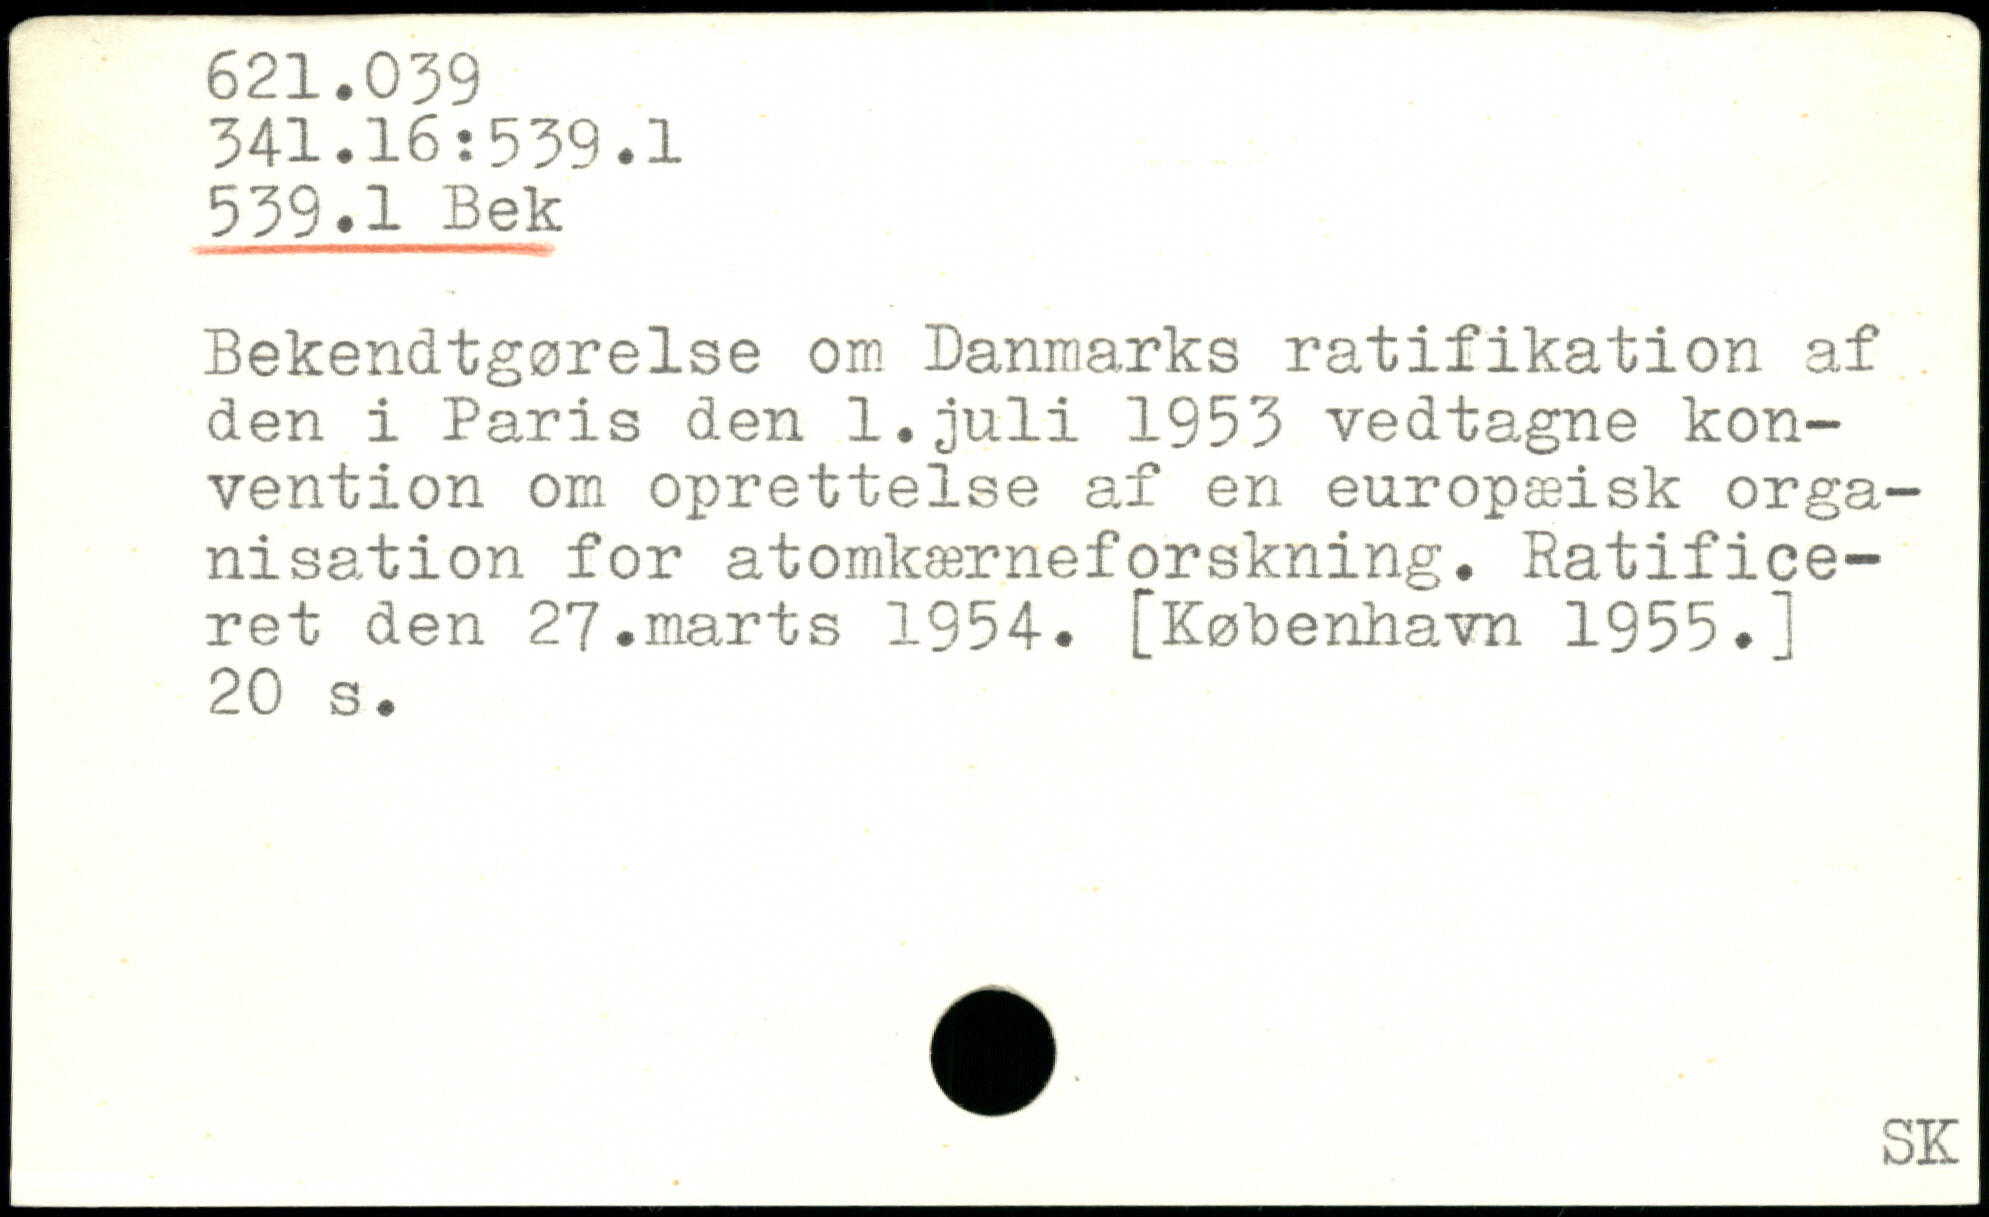 621.039
341.16:539.1
539.1 Bek
Bekendtgørelse om Danmarks ratifikation af
den i Paris den 1.juli 1953 vedtagne kon-
vention om oprettelse af en europæisk orga-
nisation for atomkærneforskning. Ratifice-
ret den 27.marts 1954. [København 1955.]
20 s.
SK